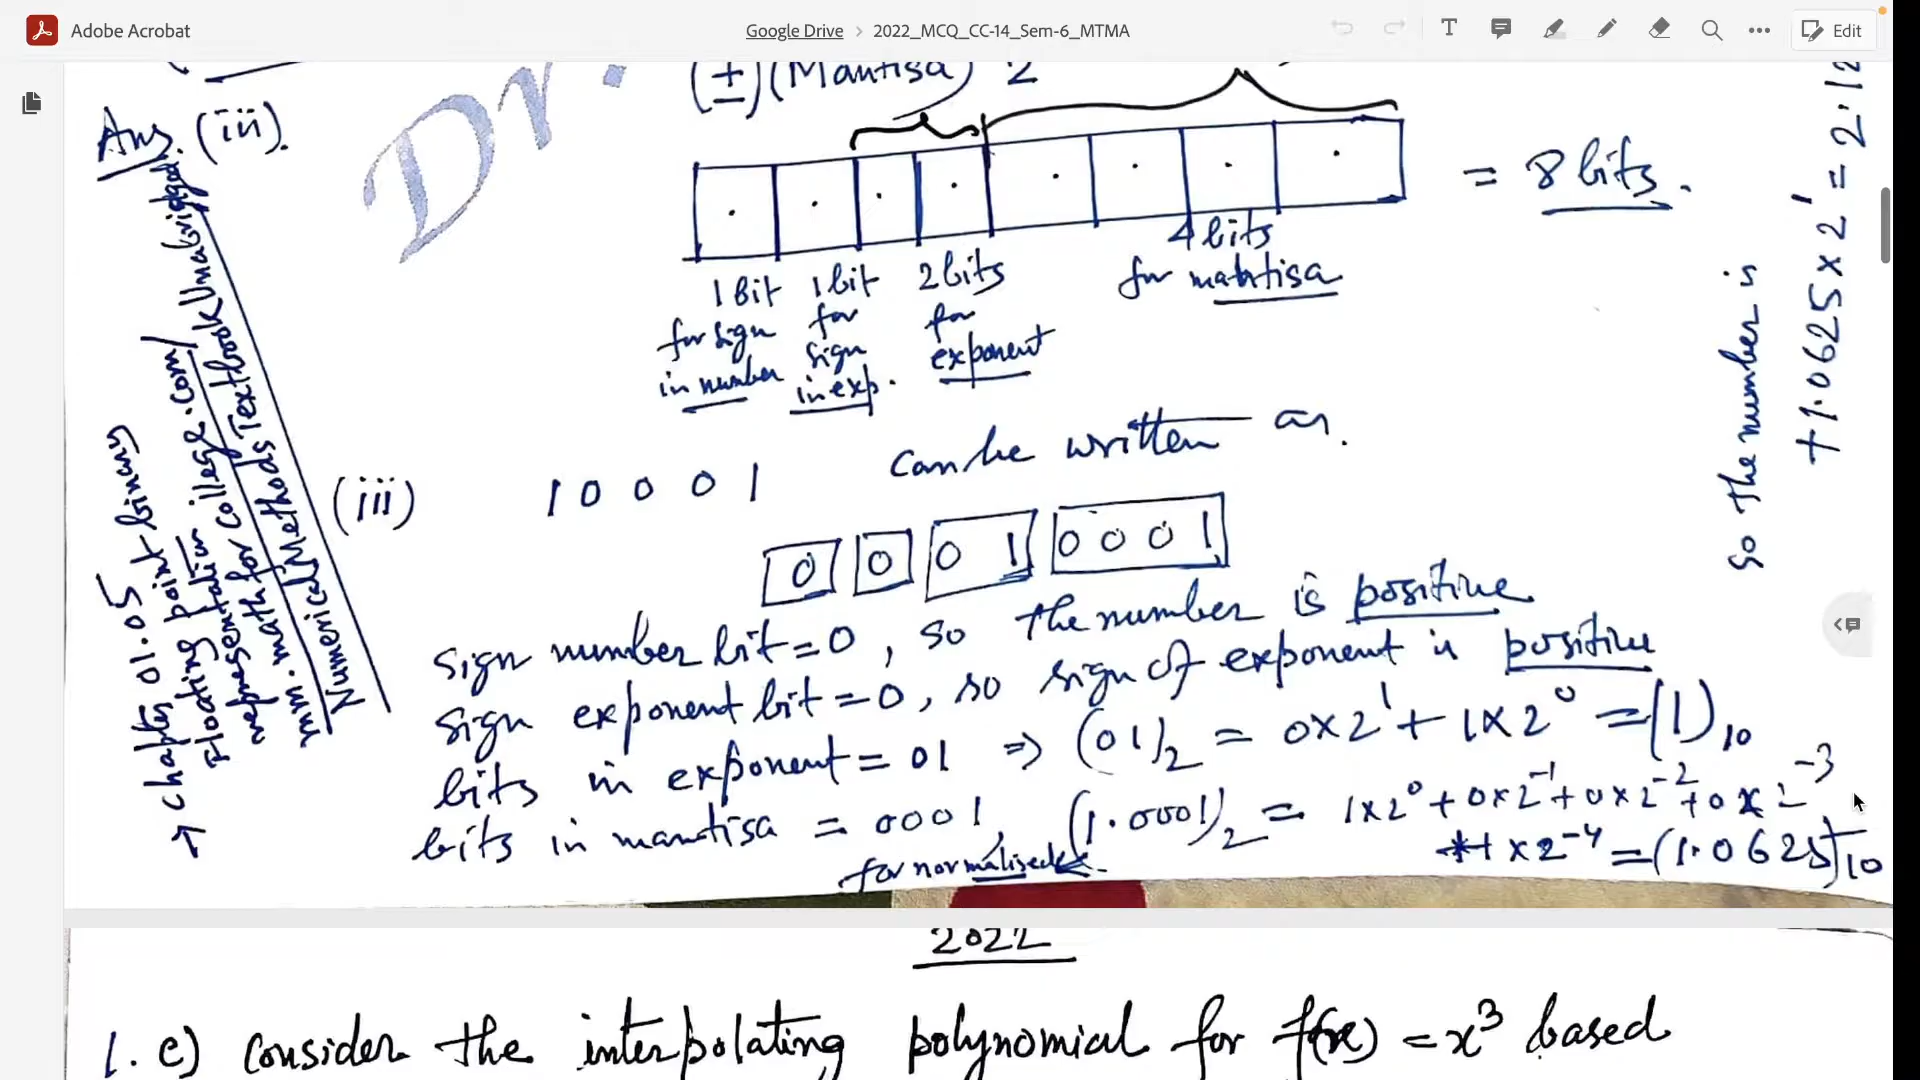 Adobe Acrobat
Google Drive > 2022_MCQ_CC-14_Sem-6_MTMA
Edit
(±)(Mantisa) 2
Ans. (iii).
Dr.
= 8 bits.
1 bit for sign in number
1 bit for sign in exp.
2 bits for exponent
4 bits for mantisa
(iii) 1 0 0 0 1 can be written as.
0 0 0 1 0 0 0 1
sign number bit = 0, so the number is positive
sign exponent bit = 0, so sign of exponent is positive
bits in exponent = 01 ⇒ (01)₂ = 0×2¹ + 1×2⁰ = (1)₁₀
bits in mantisa = 0001, (1.0001)₂ = 1×2⁰ + 0×2⁻¹ + 0×2⁻² + 0×2⁻³
for normalised +1×2⁻⁴ = (1.0625)₁₀
so the number is
+1.0625×2¹ = 2.12
→ Chapter 01.05 binary
Floating point
representation
mm. mathforcollege.com/
NumericalMethodsTextbookUnabridged.
2022
1. c) consider the interpolating polynomial for f(x) = x³ based